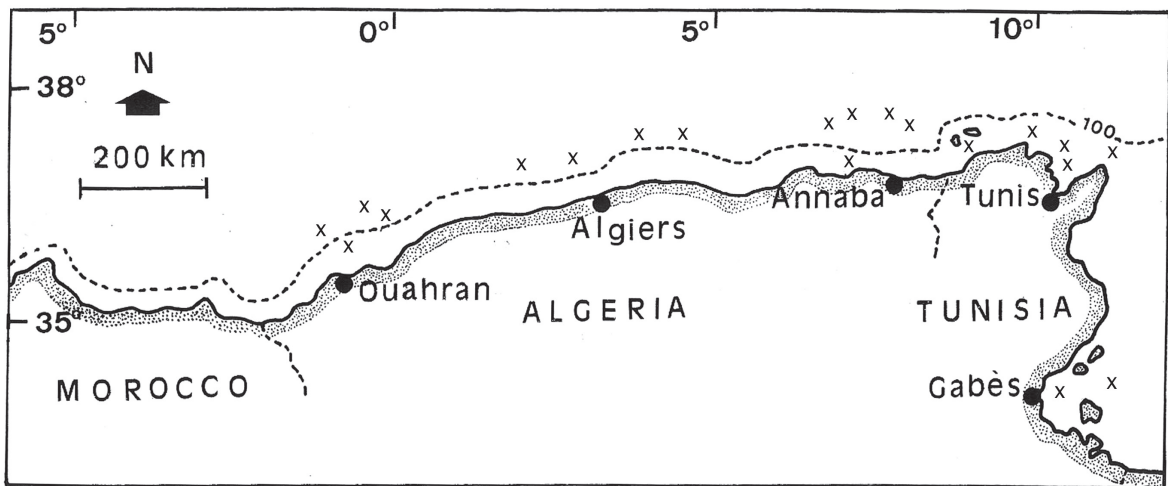 5° 0° 5° 10°
N
38°
100
200 km
Annaba Tunis
Algiers
Ouahran
ALGERIA TUNISIA
35°
MOROCCO Gabès
x x x x x x x x x x x x x x x x x x x x x x